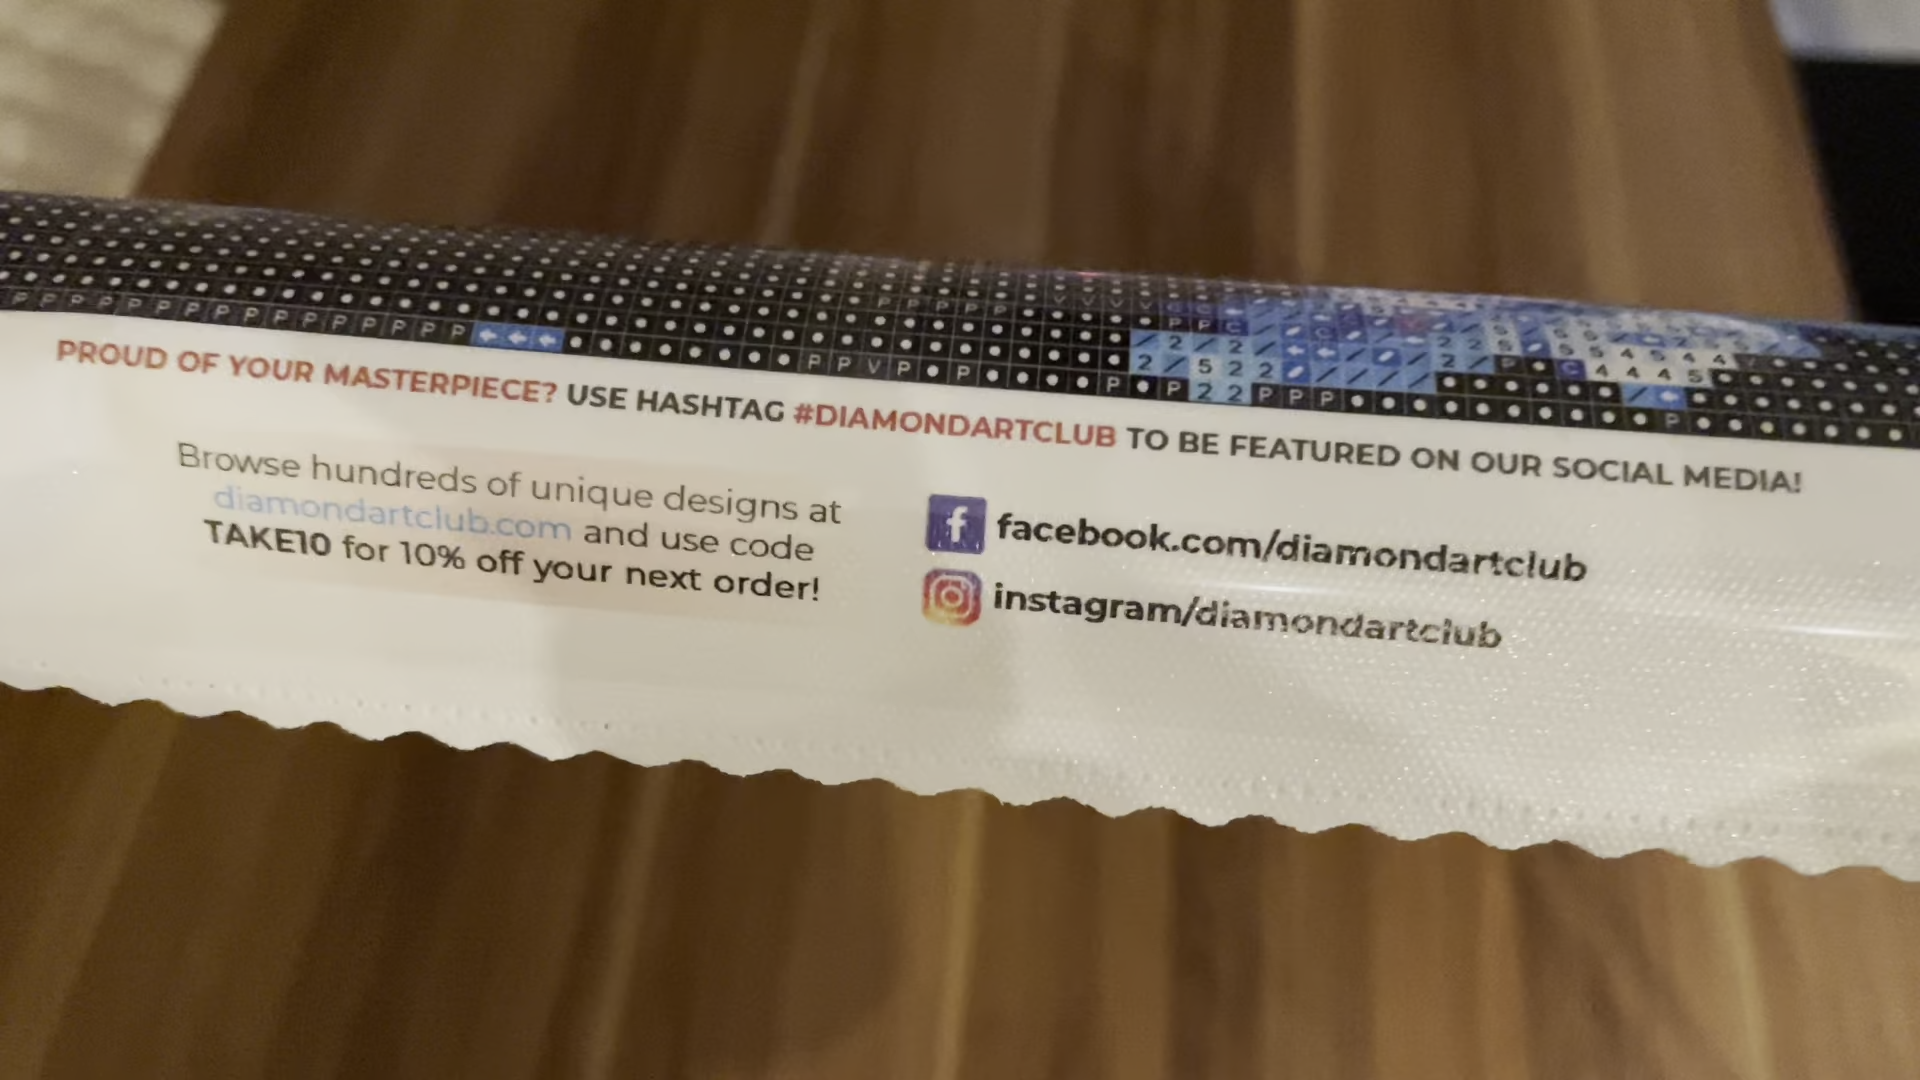 PROUD OF YOUR MASTERPIECE? USE HASHTAG #DIAMONDARTCLUB TO BE FEATURED ON OUR SOCIAL MEDIA!
Browse hundreds of unique designs at
diamondartclub.com and use code
TAKE10 for 10% off your next order!
facebook.com/diamondartclub
instagram/diamondartclub